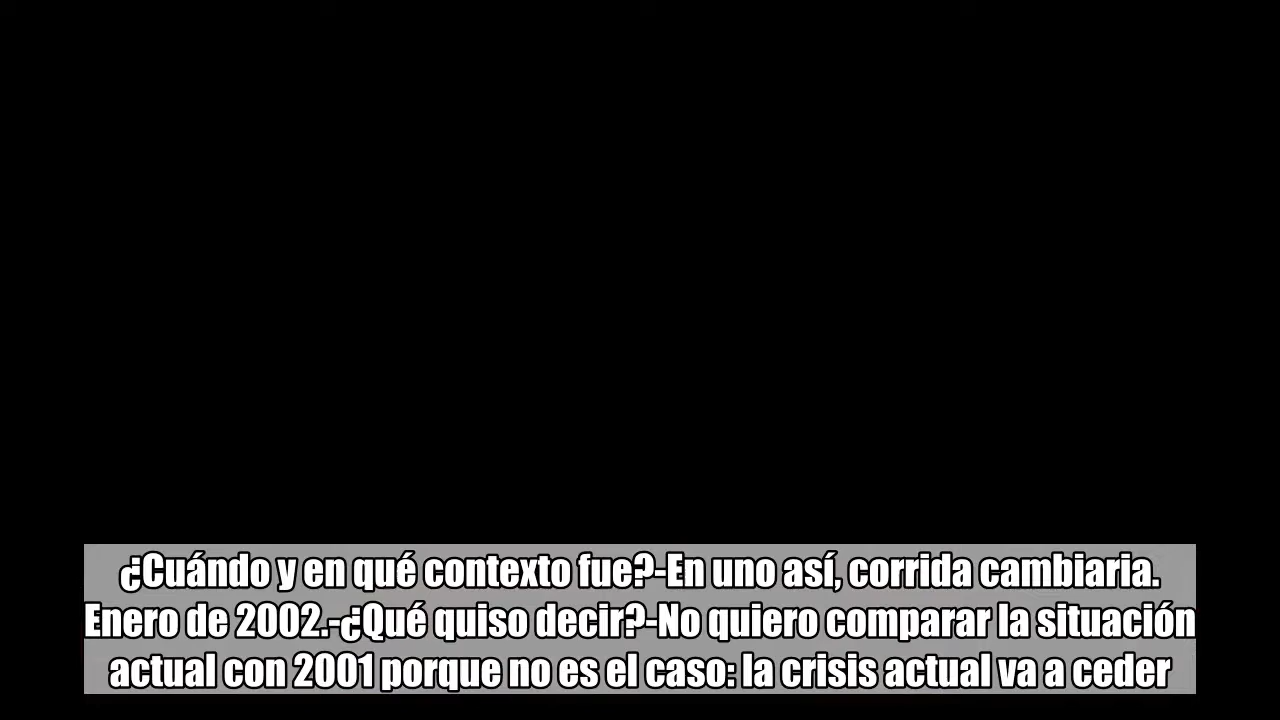 ¿Cuándo y en qué contexto fue?-En uno así, corrida cambiaria.
Enero de 2002.-¿Qué quiso decir?-No quiero comparar la situación
actual con 2001 porque no es el caso: la crisis actual va a ceder